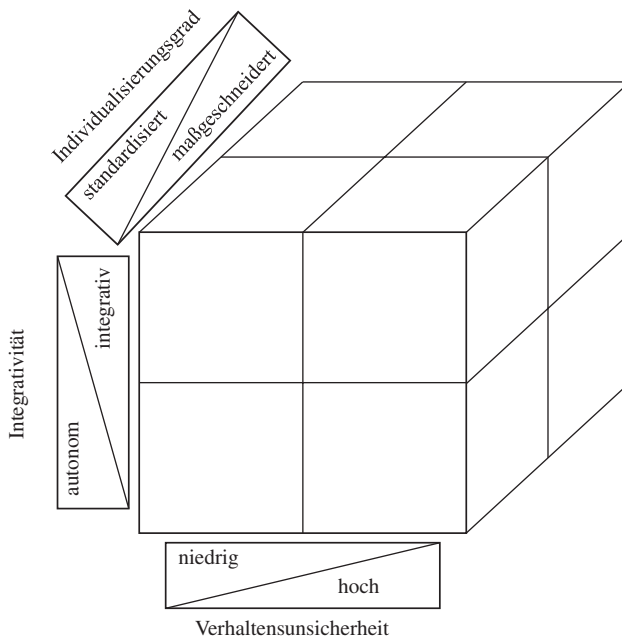 Individualisierungsgrad
standardisiert
maßgeschneidert
Integrativität
integrativ
autonom
niedrig
hoch
Verhaltensunsicherheit